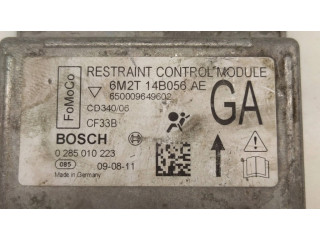 FoMoCo
RESTRAINT CONTROL MODULE
6M2T 14B056 AE
650009649602
CD340/06
GA
CF33B
BOSCH
0 285 010 223
085
09-08-11
Made in Germany